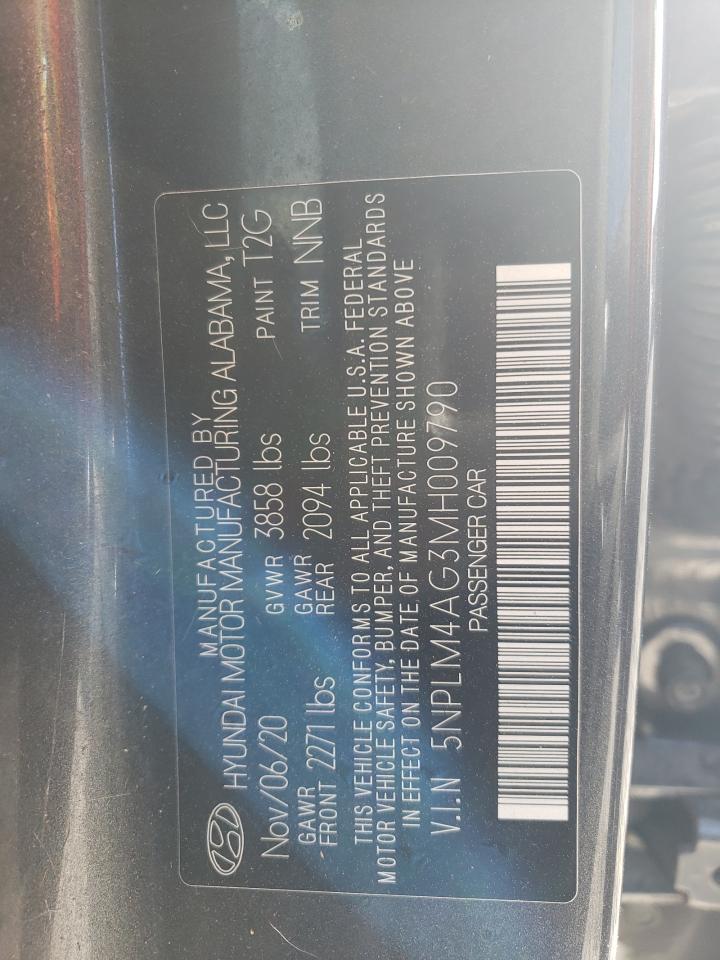 MANUFACTURED BY
HYUNDAI MOTOR MANUFACTURING ALABAMA, LLC
Nov/06/20 GVWR 3858 lbs PAINT T2G
GAWR GAWR
FRONT 2271 lbs REAR 2094 lbs TRIM NNB
THIS VEHICLE CONFORMS TO ALL APPLICABLE U.S.A. FEDERAL
MOTOR VEHICLE SAFETY, BUMPER, AND THEFT PREVENTION STANDARDS
IN EFFECT ON THE DATE OF MANUFACTURE SHOWN ABOVE
V.I.N 5NPLM4AG3MH009790
PASSENGER CAR